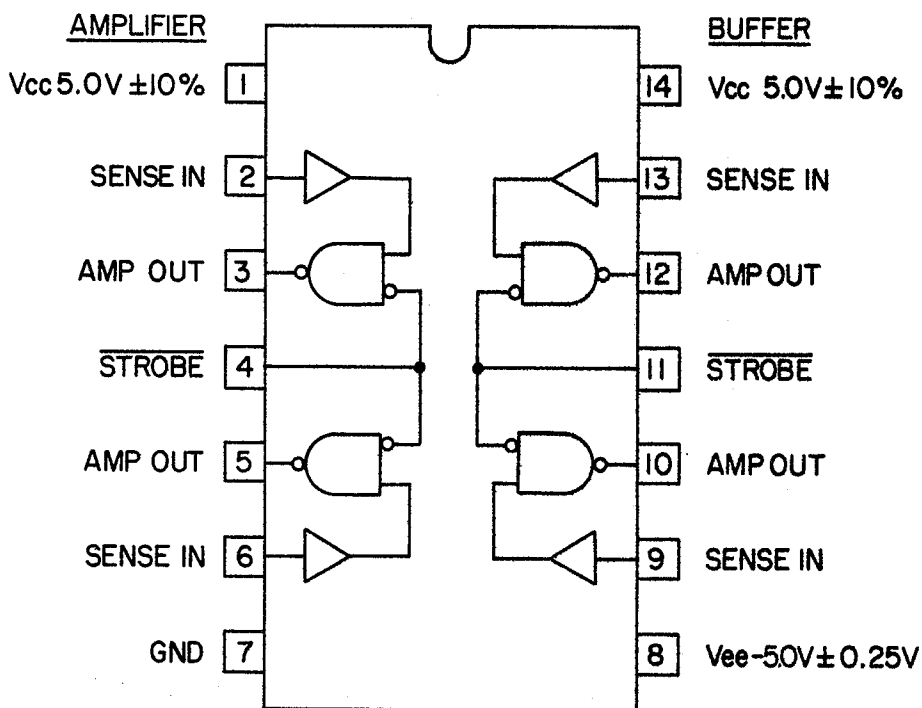 AMPLIFIER
BUFFER
Vcc 5.0V ±10% 1
14 Vcc 5.0V ± 10%
SENSE IN 2
13 SENSE IN
AMP OUT 3
12 AMP OUT
STROBE 4
11 STROBE
AMP OUT 5
10 AMP OUT
SENSE IN 6
9 SENSE IN
GND 7
8 Vee-5.0V ± 0.25V